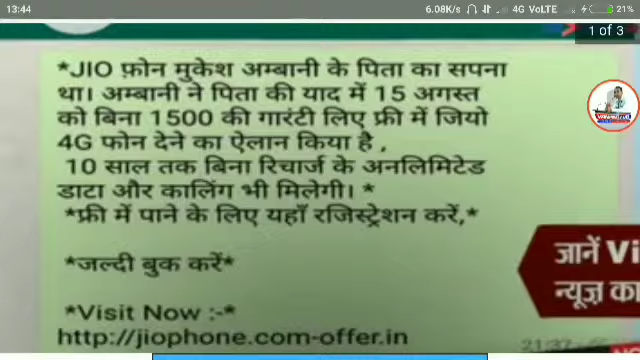 13:44 6.08K/s 4G VoLTE 21%
1 of 3
*JIO फ़ोन मुकेश अम्बानी के पिता का सपना
था। अम्बानी ने पिता की याद में 15 अगस्त
को बिना 1500 की गारंटी लिए फ्री में जियो
4G फोन देने का ऐलान किया है ,
10 साल तक बिना रिचार्ज के अनलिमिटेड
डाटा और कालिंग भी मिलेगी। *
*फ्री में पाने के लिए यहाँ रजिस्ट्रेशन करें,*
*जल्दी बुक करें*
*Visit Now :-*
http://jiophone.com-offer.in
जानें Vi
न्यूज़ का